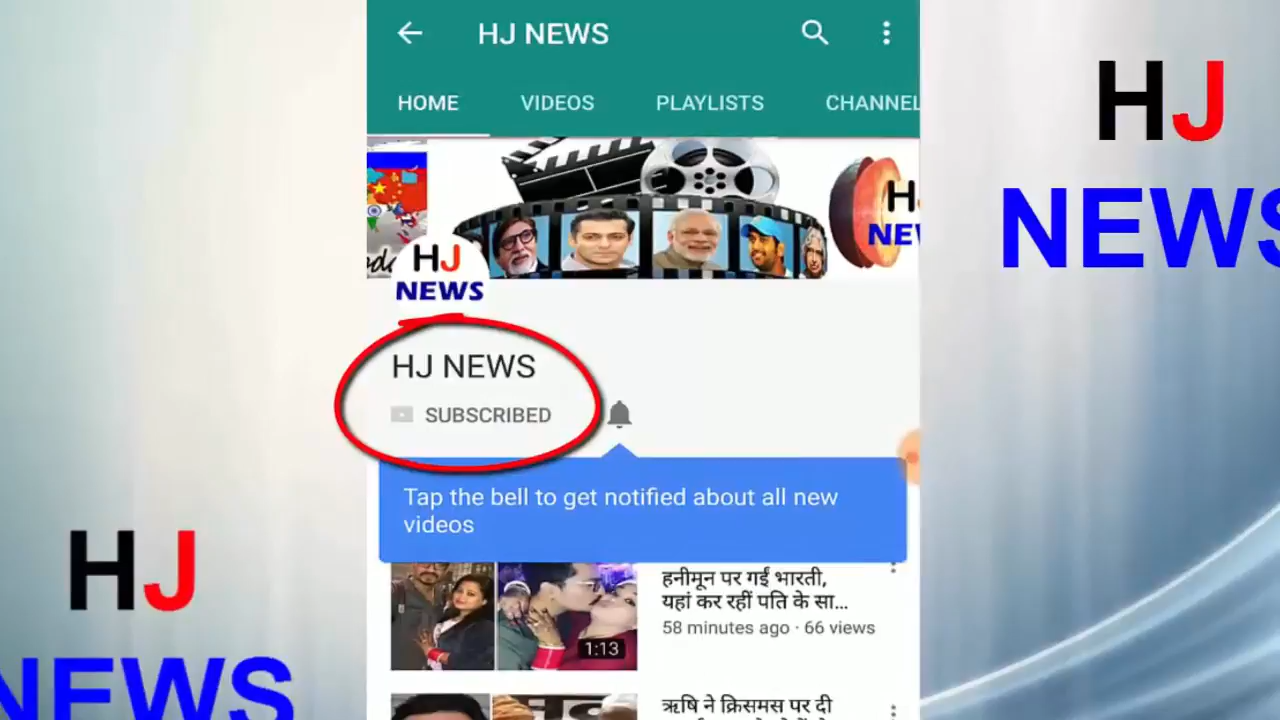 HJ NEWS
HOME VIDEOS PLAYLISTS CHANNEL
HJ
NEWS
HJ
NEWS
HJ NEWS
SUBSCRIBED
Tap the bell to get notified about all new
videos
हनीमून पर गईं भारती,
यहां कर रहीं पति के सा...
58 minutes ago · 66 views
1:13
ऋषि ने क्रिसमस पर दी
HJ
NEWS
HJ
NEWS